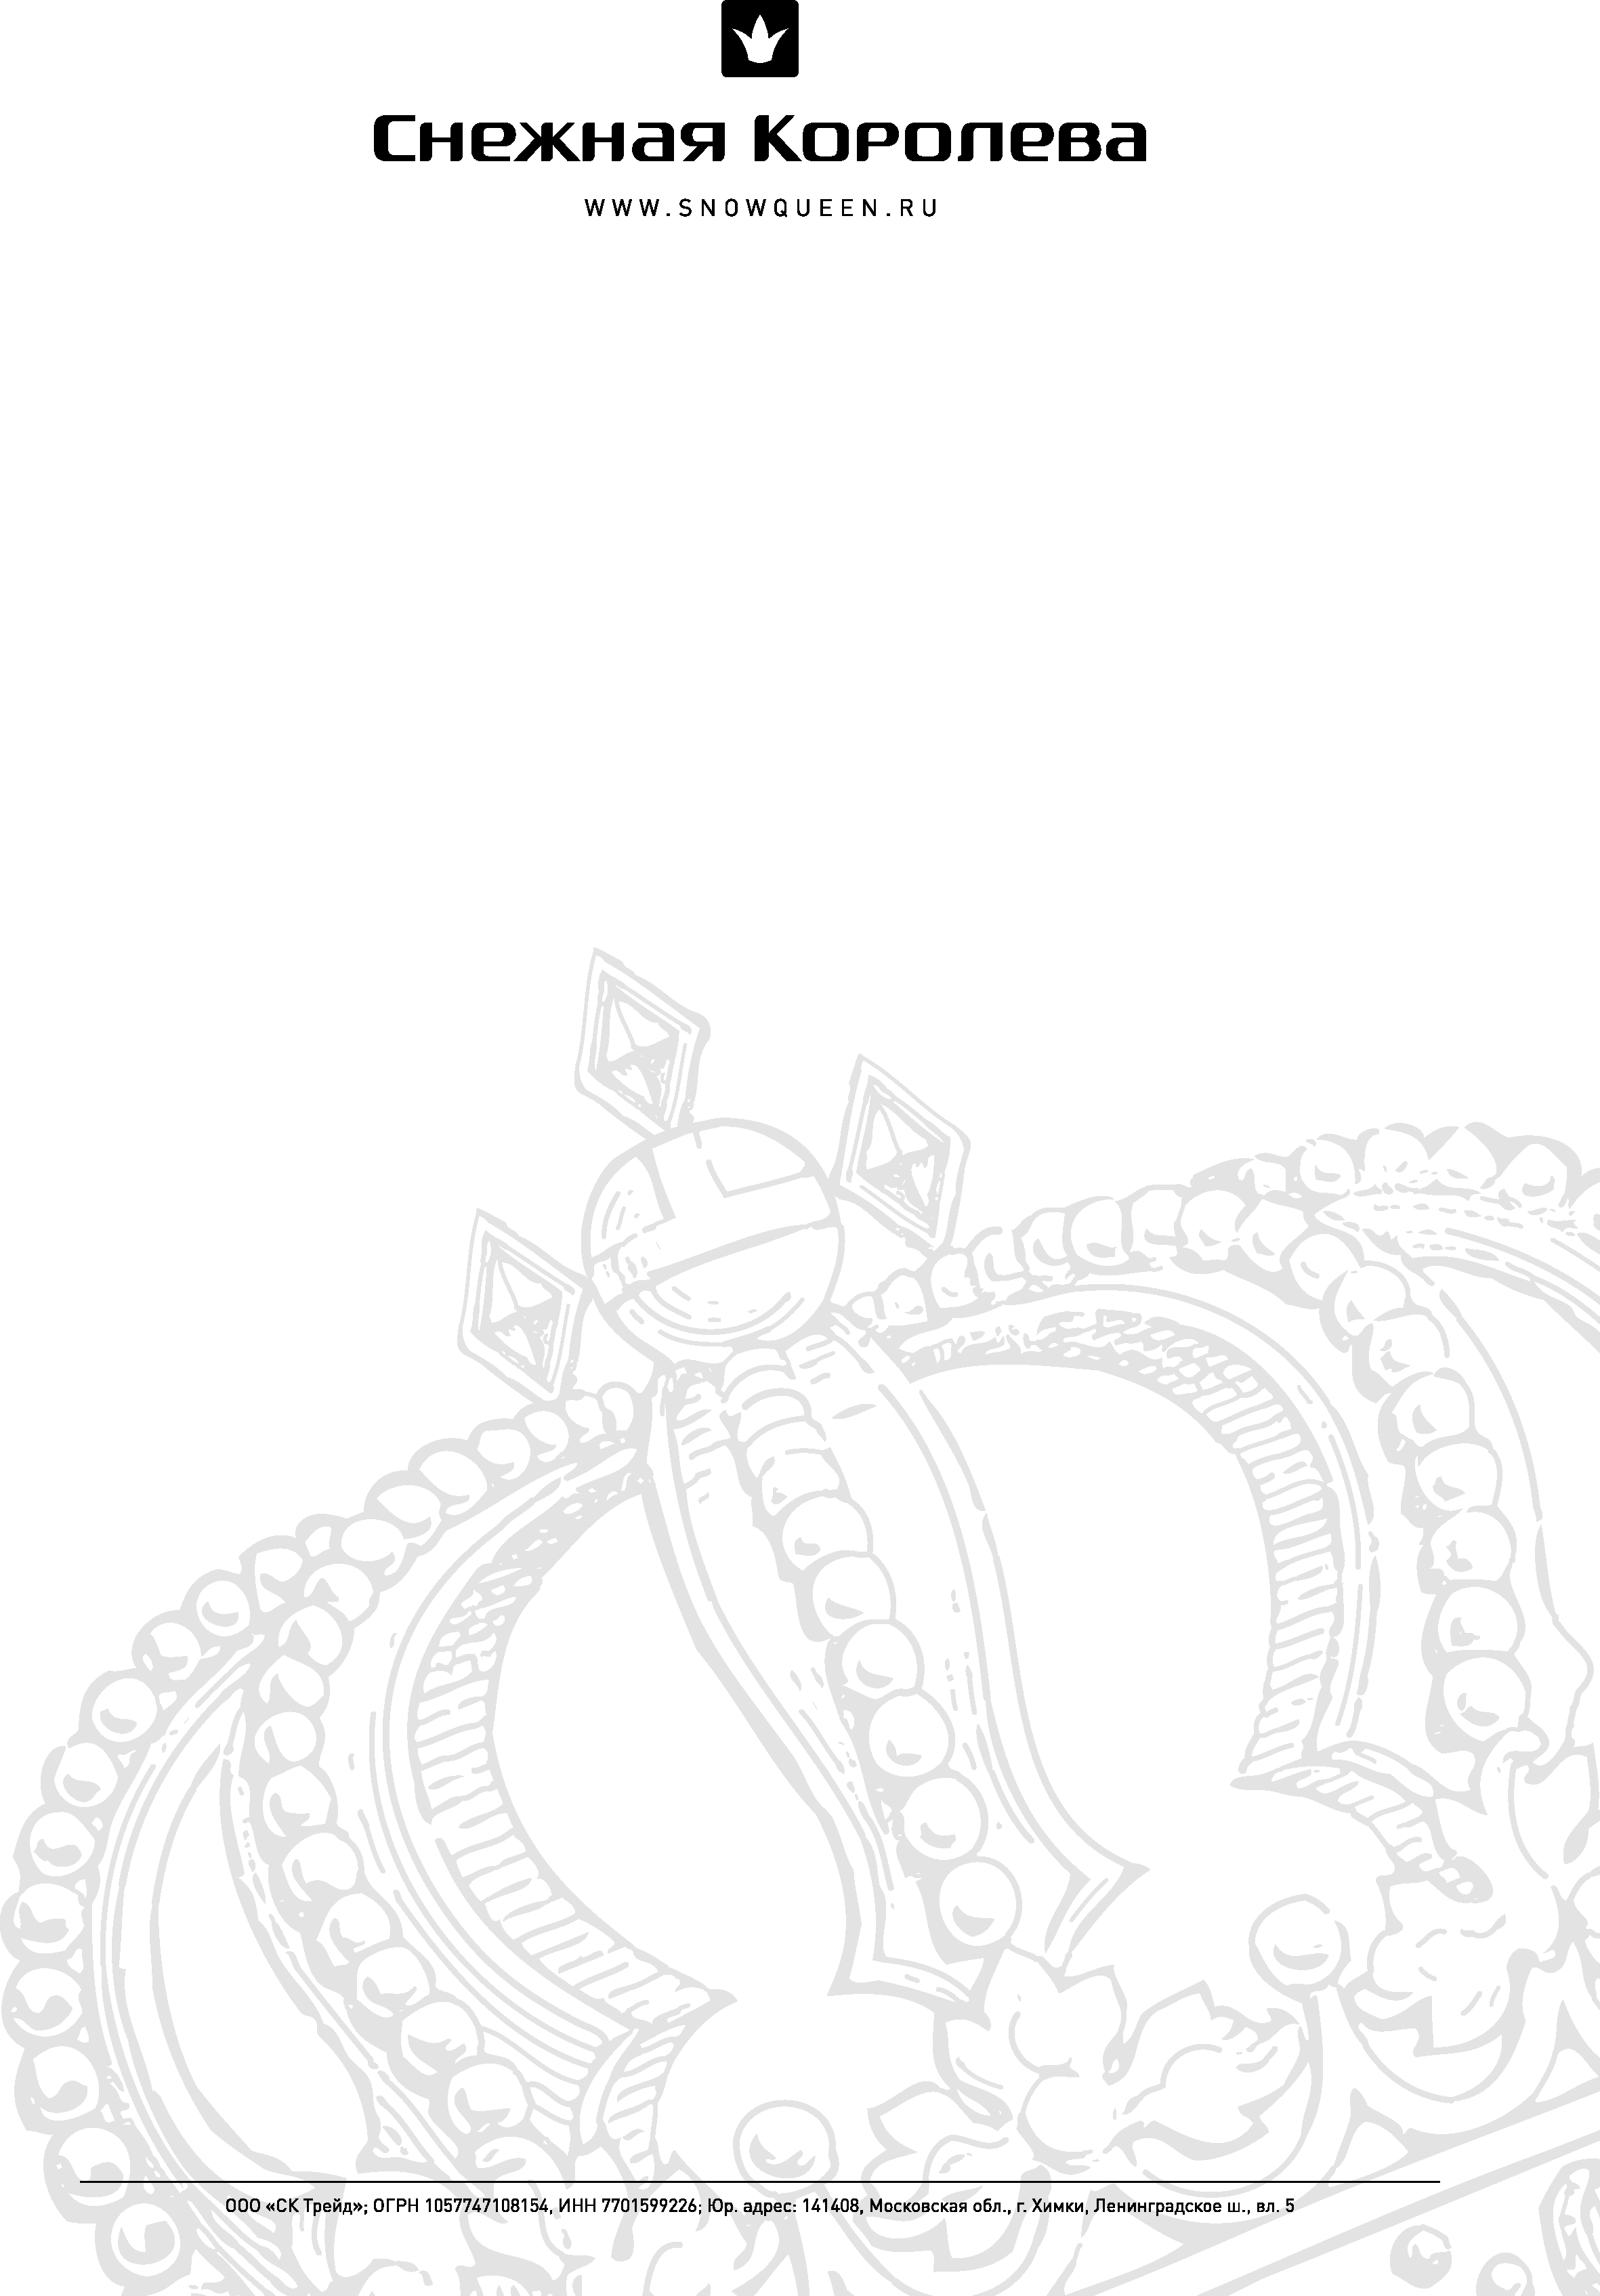 Снежная Королева
WWW.SNOWQUEEN.RU
ООО «СК Трейд»; ОГРН 1057747108154, ИНН 7701599226; Юр. адрес: 141408, Московская обл., г. Химки, Ленинградское ш., вл. 5